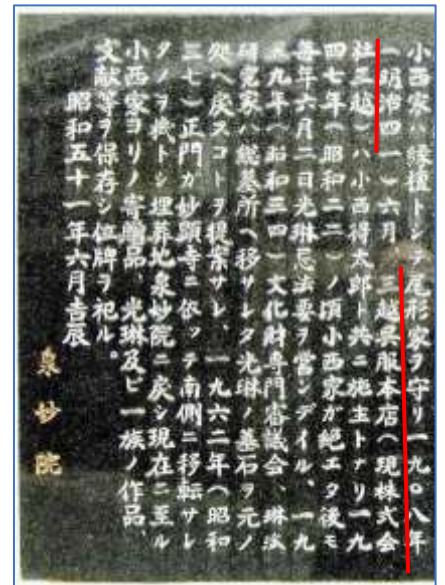 小西家ハ縁檀トシテ尾形家ヲ守リ一九〇八年
(明治四一)六月 三越呉服本店(現株式会
社三越)ハ小西得太郎ト共ニ施主トナリ一九
四七年(昭和二二)ノ頃小西家ガ絶エタ後モ
毎年六月二日光琳忌法要ヲ営ンデイル、一九
五九年(昭和三四)文化財専門審議会、琳派
研究家ハ総墓所ヘ移サレタ光琳ノ墓石ヲ元ノ
処ヘ戻スコトヲ提案サレ、一九六二年(昭和
三七)正門ガ妙顕寺ニ依ッテ南側ニ移転サレ
タノヲ機トシ埋葬地泉妙院ニ戻シ現在ニ至ル
小西家ヨリノ寄贈品、光琳及ビ一族ノ作品、
文献等ヲ保存シ位牌ヲ祀ル。
昭和五十一年六月吉辰
泉妙院